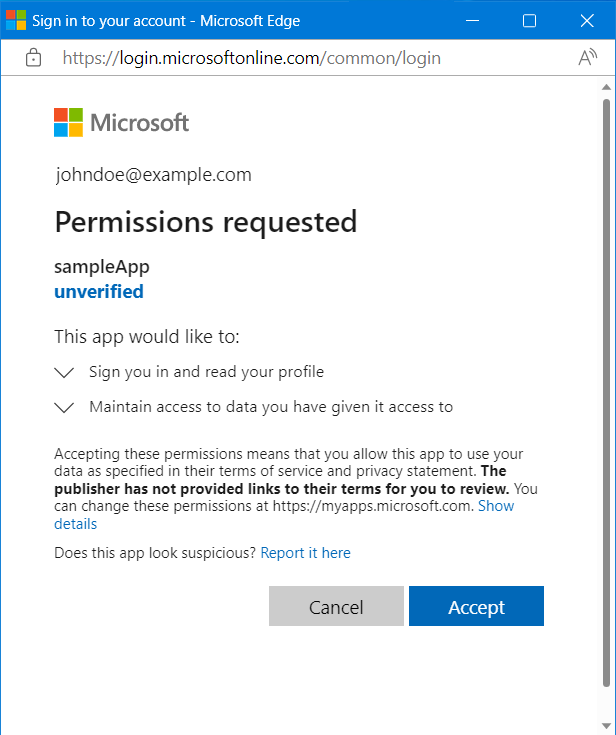 Sign in to your account - Microsoft Edge
https://login.microsoftonline.com/common/login
Microsoft
johndoe@example.com
Permissions requested
sampleApp
unverified
This app would like to:
Sign you in and read your profile
Maintain access to data you have given it access to
Accepting these permissions means that you allow this app to use your
data as specified in their terms of service and privacy statement. The
publisher has not provided links to their terms for you to review. You
can change these permissions at https://myapps.microsoft.com. Show
details
Does this app look suspicious? Report it here
Cancel Accept